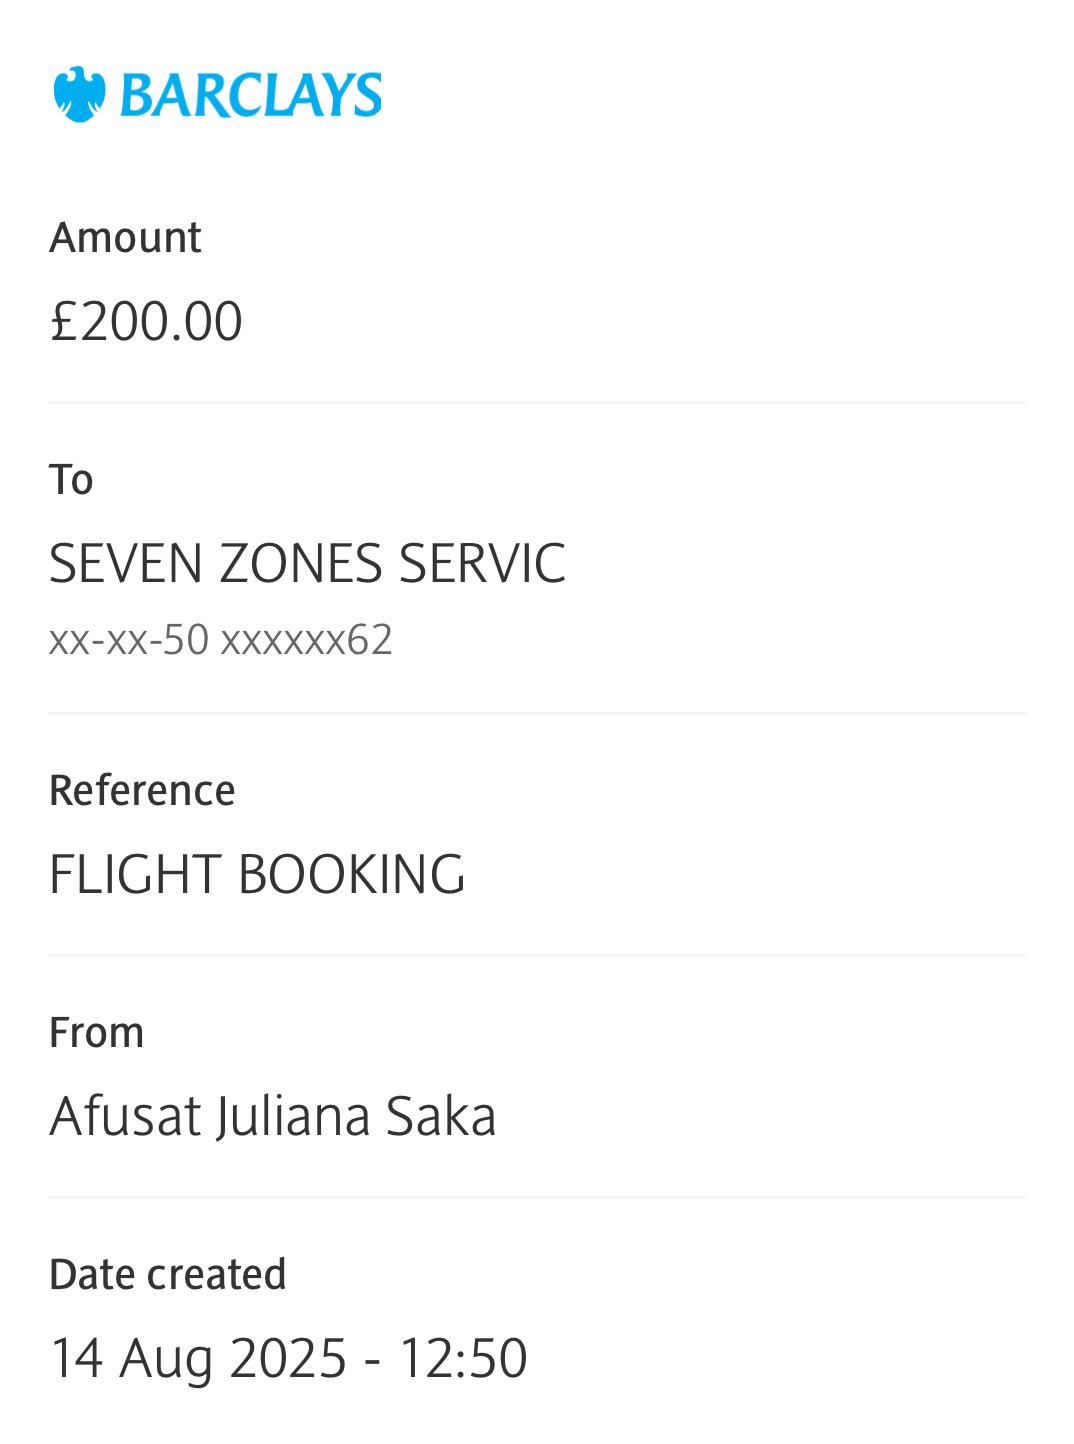 BARCLAYS
Amount
£200.00
To
SEVEN ZONES SERVIC
xx-xx-50 xxxxxx62
Reference
FLIGHT BOOKING
From
Afusat Juliana Saka
Date created
14 Aug 2025 - 12:50